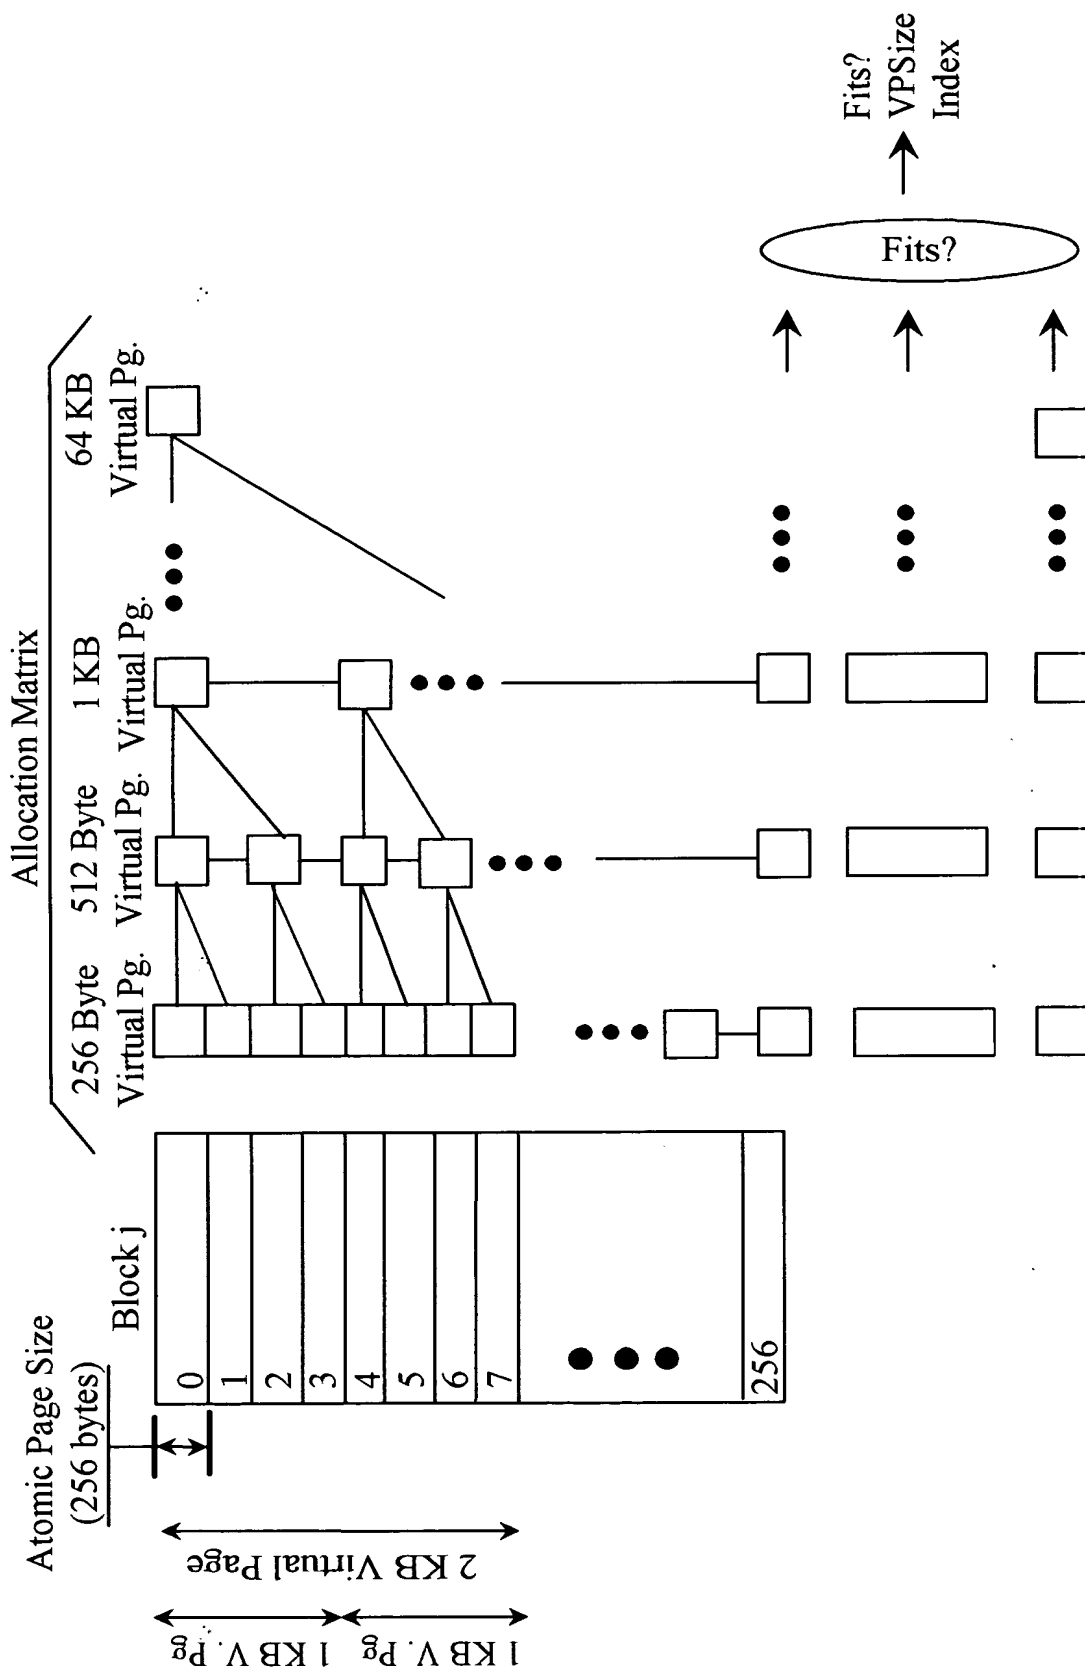 Allocation Matrix
Atomic Page Size
(256 bytes)
Block j
256 Byte
Virtual Pg.
512 Byte
Virtual Pg.
1 KB
Virtual Pg.
64 KB
Virtual Pg.
0
1
2
3
4
5
6
7
256
2 KB Virtual Page
1 KB V. Pg
1 KB V. Pg
Fits?
Fits?
VPSize
Index